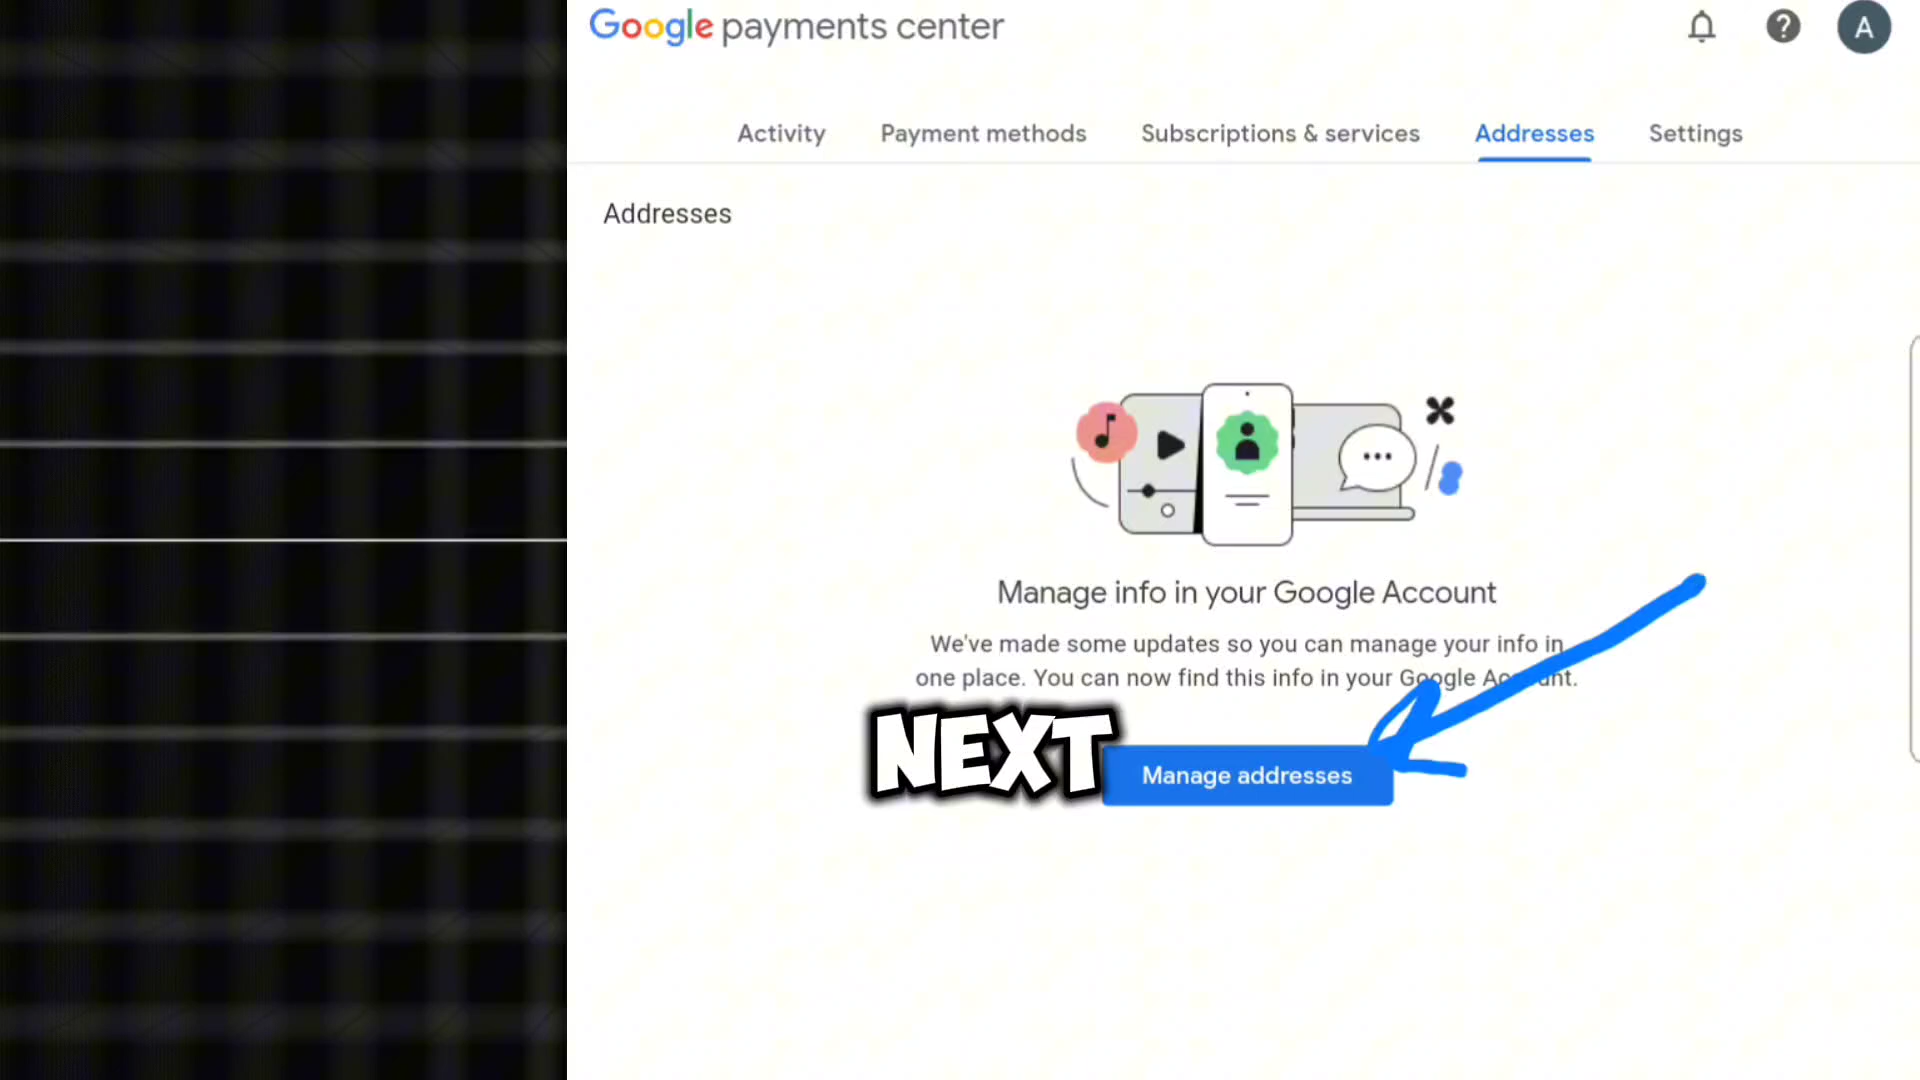 Google payments center
A
Activity Payment methods Subscriptions & services Addresses Settings
Addresses
Manage info in your Google Account
We've made some updates so you can manage your info in
one place. You can now find this info in your Google Account.
NEXT
Manage addresses